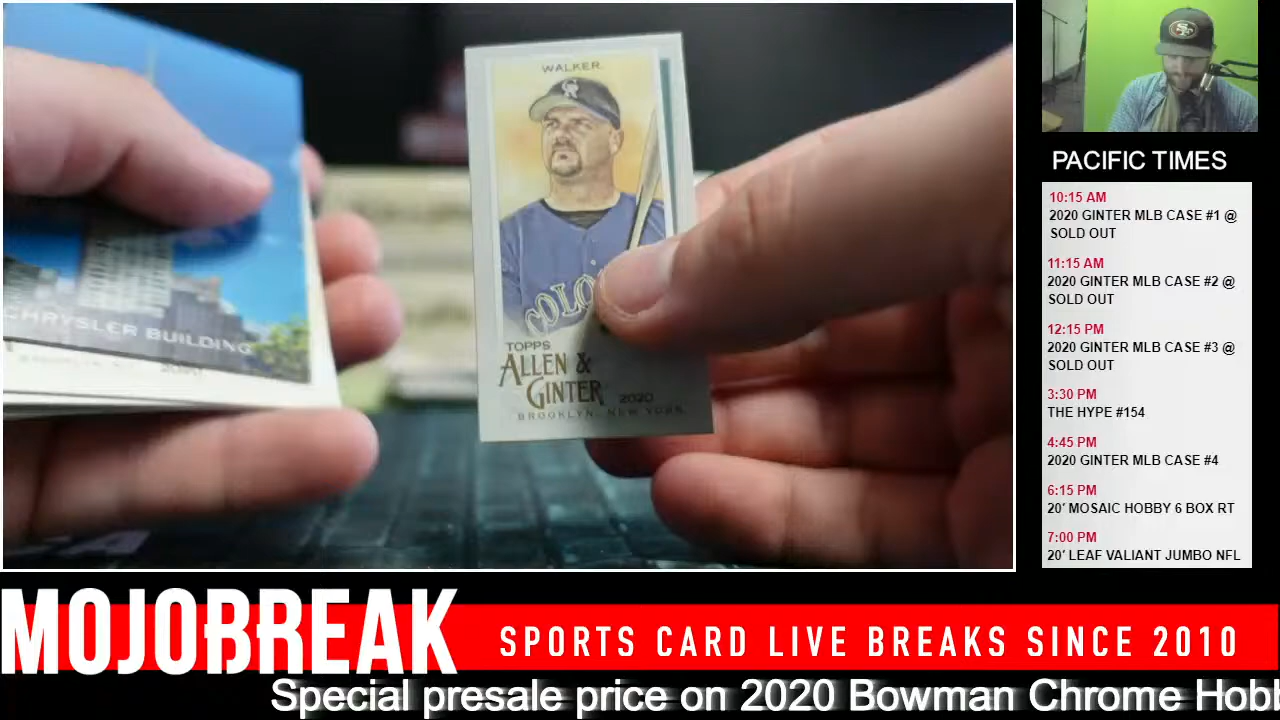 WALKER
COLO
TOPPS
ALLEN &
GINTER 2020
BROOKLYN, NEW YORK
CHRYSLER BUILDING
2020
PACIFIC TIMES
10:15 AM
2020 GINTER MLB CASE #1 @
SOLD OUT
11:15 AM
2020 GINTER MLB CASE #2 @
SOLD OUT
12:15 PM
2020 GINTER MLB CASE #3 @
SOLD OUT
3:30 PM
THE HYPE #154
4:45 PM
2020 GINTER MLB CASE #4
6:15 PM
20' MOSAIC HOBBY 6 BOX RT
7:00 PM
20' LEAF VALIANT JUMBO NFL
MOJOBREAK
SPORTS CARD LIVE BREAKS SINCE 2010
Special presale price on 2020 Bowman Chrome Hobb